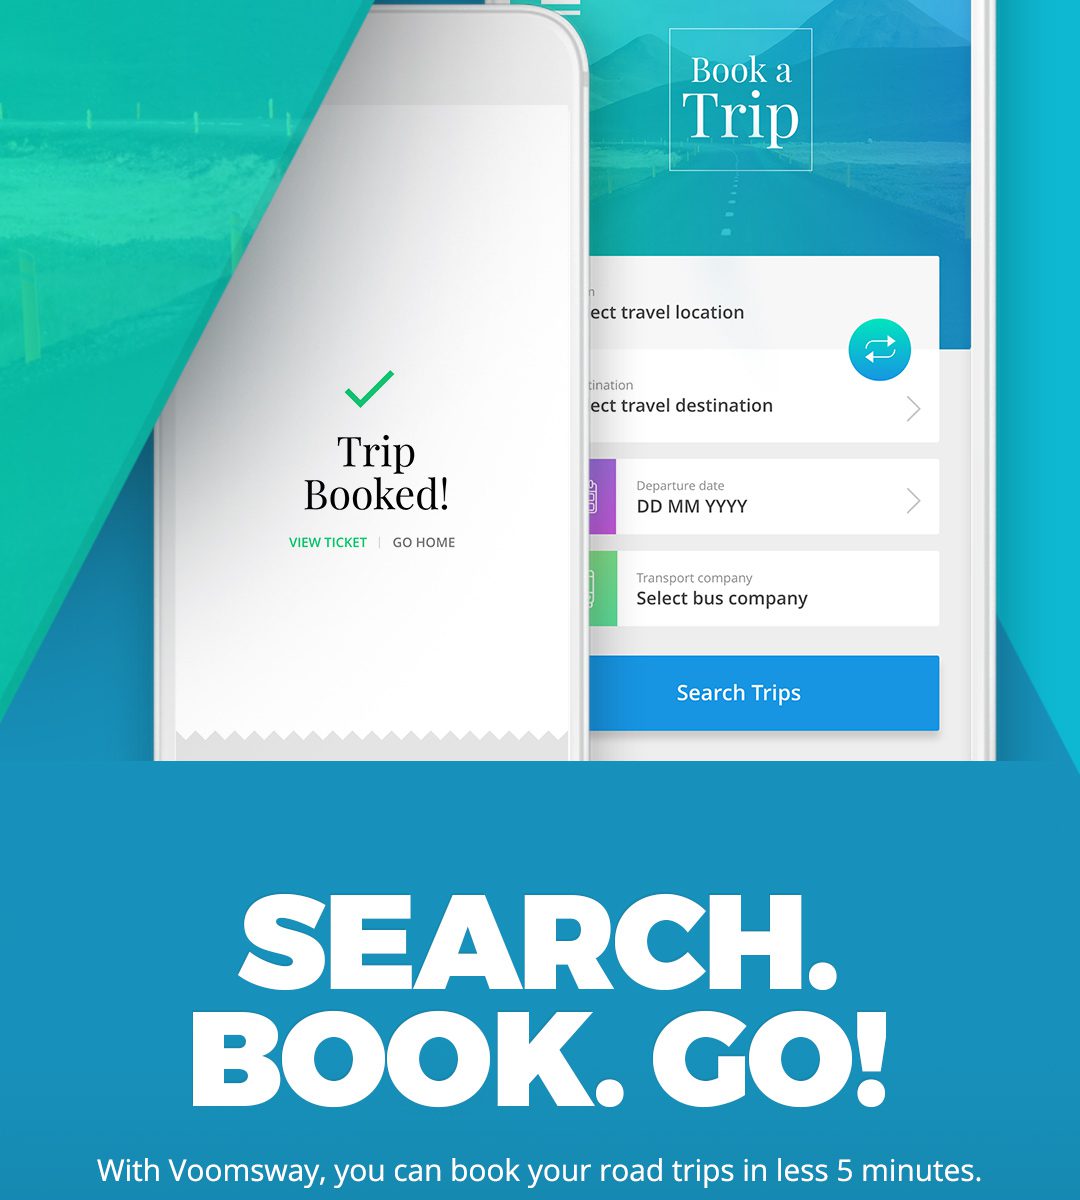 Book a
Trip
ect travel location
tination
ect travel destination
Departure date
DD MM YYYY
Transport company
Select bus company
Search Trips
Trip
Booked!
VIEW TICKET | GO HOME
SEARCH.
BOOK. GO!
With Voomsway, you can book your road trips in less 5 minutes.